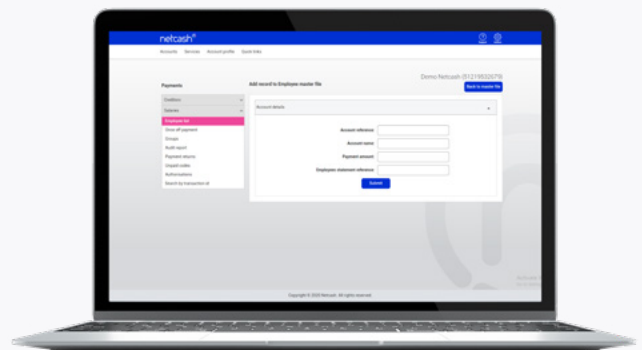 netcash
Accounts Services Account profile Quick links
Demo Netcash (51219832679)
Payments
Add record to Employee master file
Back to master file
Creditors
Salaries
Account details
Employee list
Once off payment
Groups
Audit report
Payment returns
Unpaid codes
Authorisations
Search by transaction id
Account reference
Account name
Payment amount
Employees statement reference
Submit
Copyright © 2020 Netcash. All rights reserved